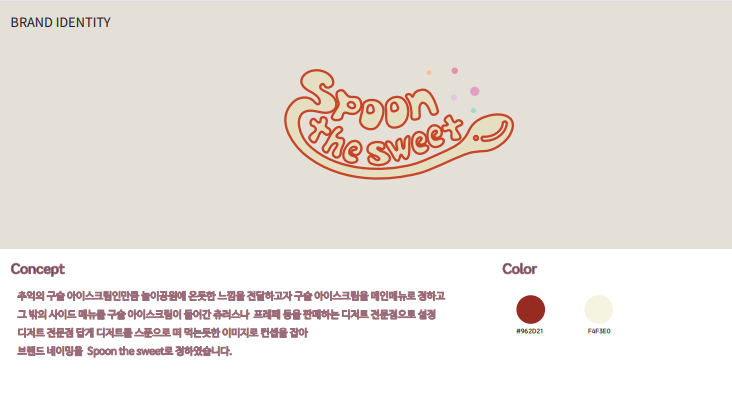 BRAND IDENTITY
Spoon
the sweet
Concept
추억의 구슬 아이스크림인만큼 놀이공원에 온듯한 느낌을 전달하고자 구슬 아이스크림을 메인메뉴로 정하고
그 밖의 사이드 메뉴를 구슬 아이스크림이 들어간 츄러스나 프레페 등을 판매하는 디저트 전문점으로 설정
디저트 전문점 답게 디저트를 스푼으로 떠 먹는듯한 이미지로 컨셉을 잡아
브랜드 네이밍을 Spoon the sweet로 정하였습니다.
Color
#962D21
F4F3E0